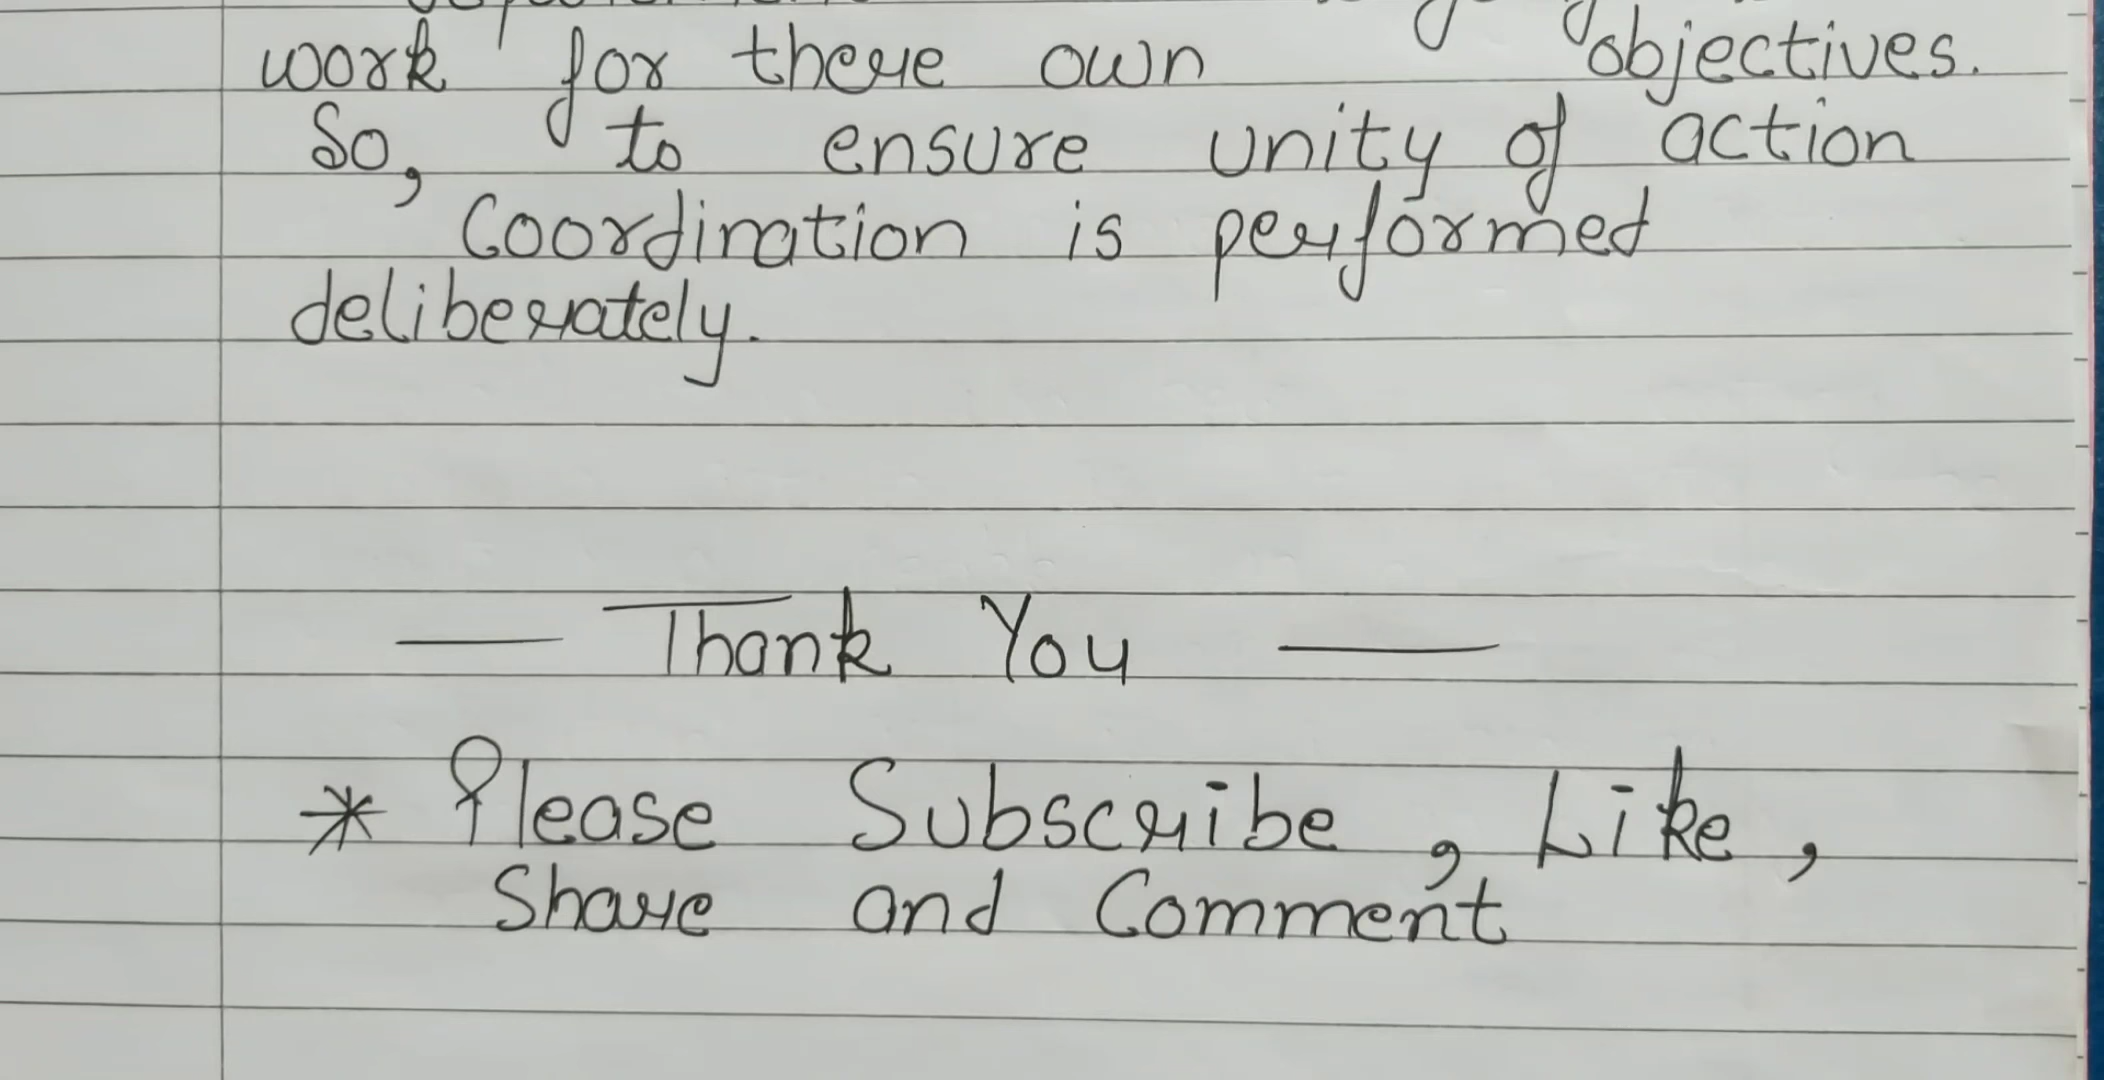 work for there own objectives.
So, to ensure unity of action
Coordination is performed
deliberately.
— Thank You —
* Please Subscribe, Like,
Share and Comment